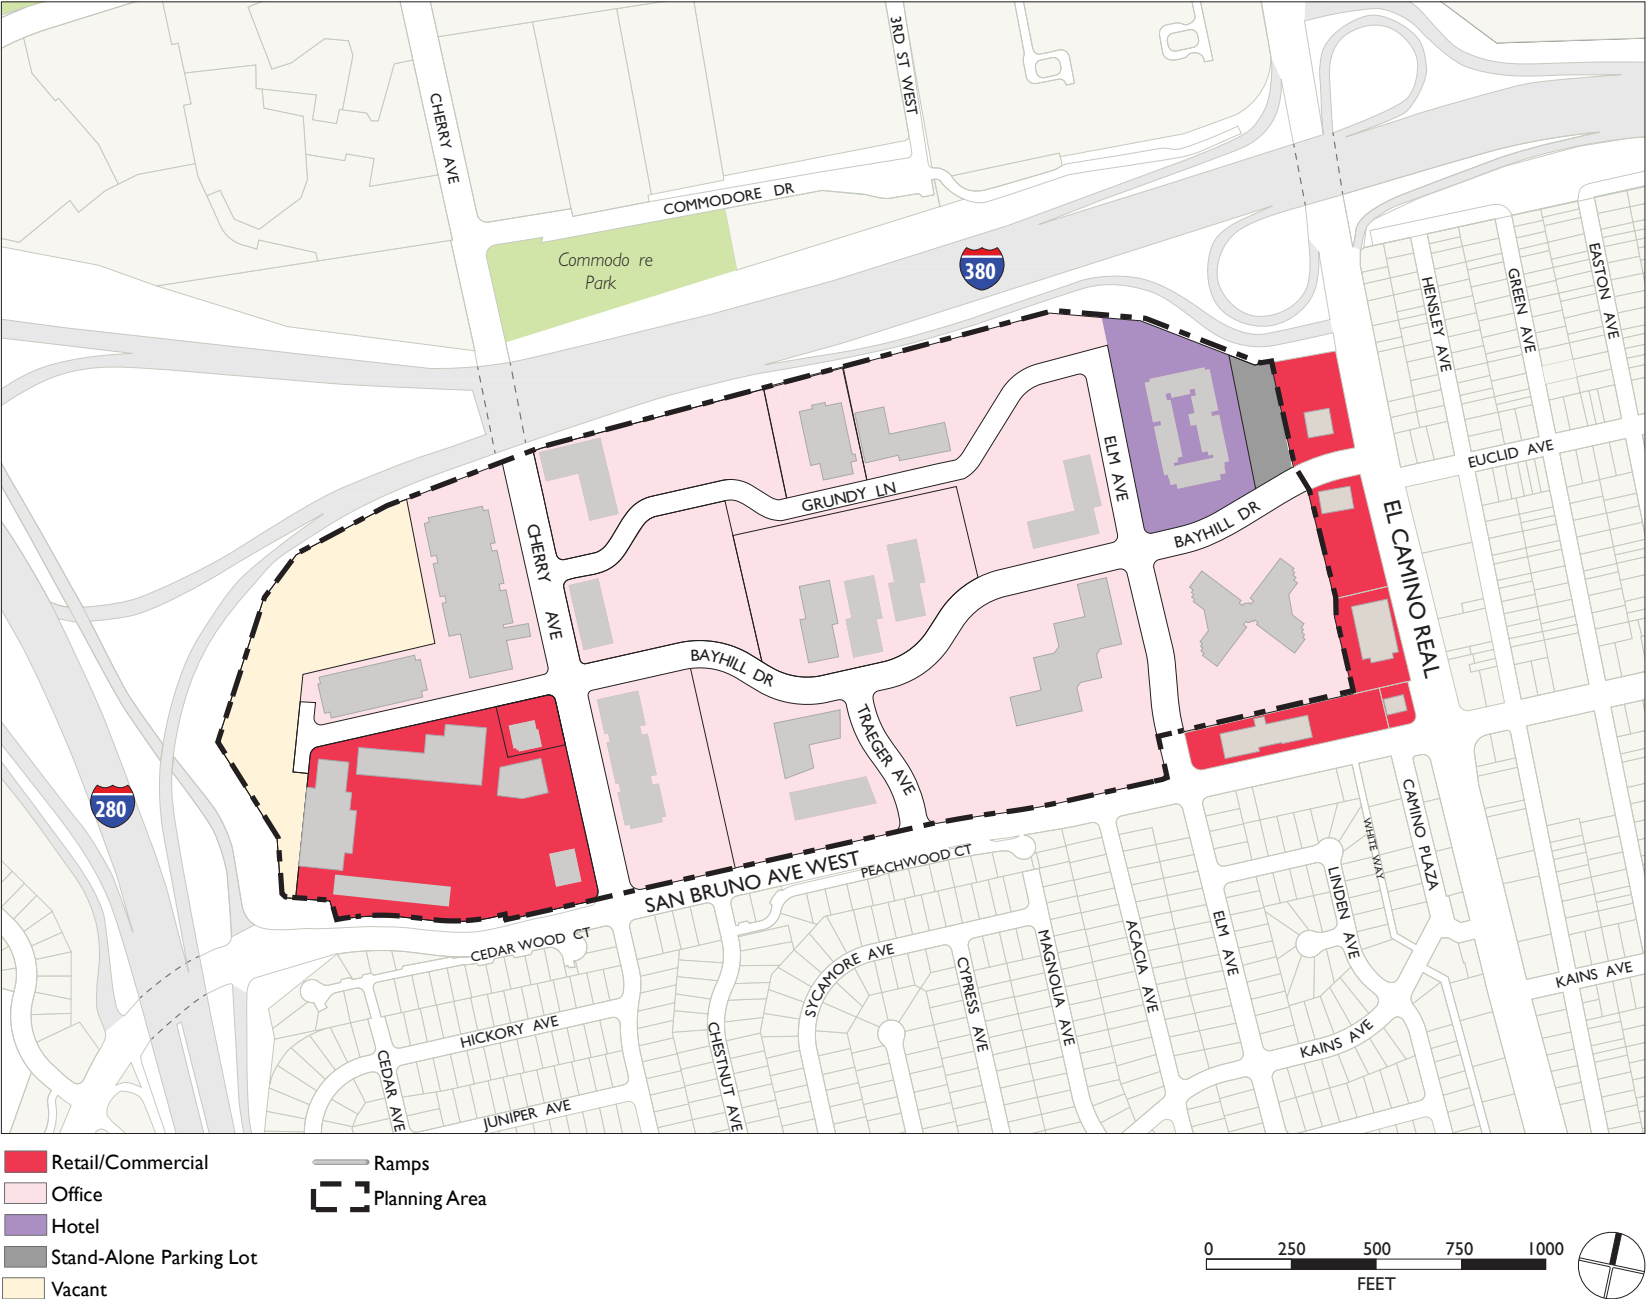 3RD ST WEST
CHERRY AVE
COMMODORE DR
Commodo re
Park
380
HENSLEY AVE
GREEN AVE
EASTON AVE
EUCLID AVE
ELM AVE
GRUNDY LN
BAYHILL DR
CHERRY AVE
EL CAMINO REAL
BAYHILL DR
TRAEGER AVE
280
SAN BRUNO AVE WEST
PEACHWOOD CT
WHITE WAY
CAMINO PLAZA
LINDEN AVE
CEDAR WOOD CT
SYCAMORE AVE
CYPRESS AVE
MAGNOLIA AVE
ACACIA AVE
ELM AVE
KAINS AVE
HICKORY AVE
KAINS AVE
CEDAR AVE
CHESTNUT AVE
JUNIPER AVE
Retail/Commercial
Office
Hotel
Stand-Alone Parking Lot
Vacant
Ramps
Planning Area
0 250 500 750 1000
FEET